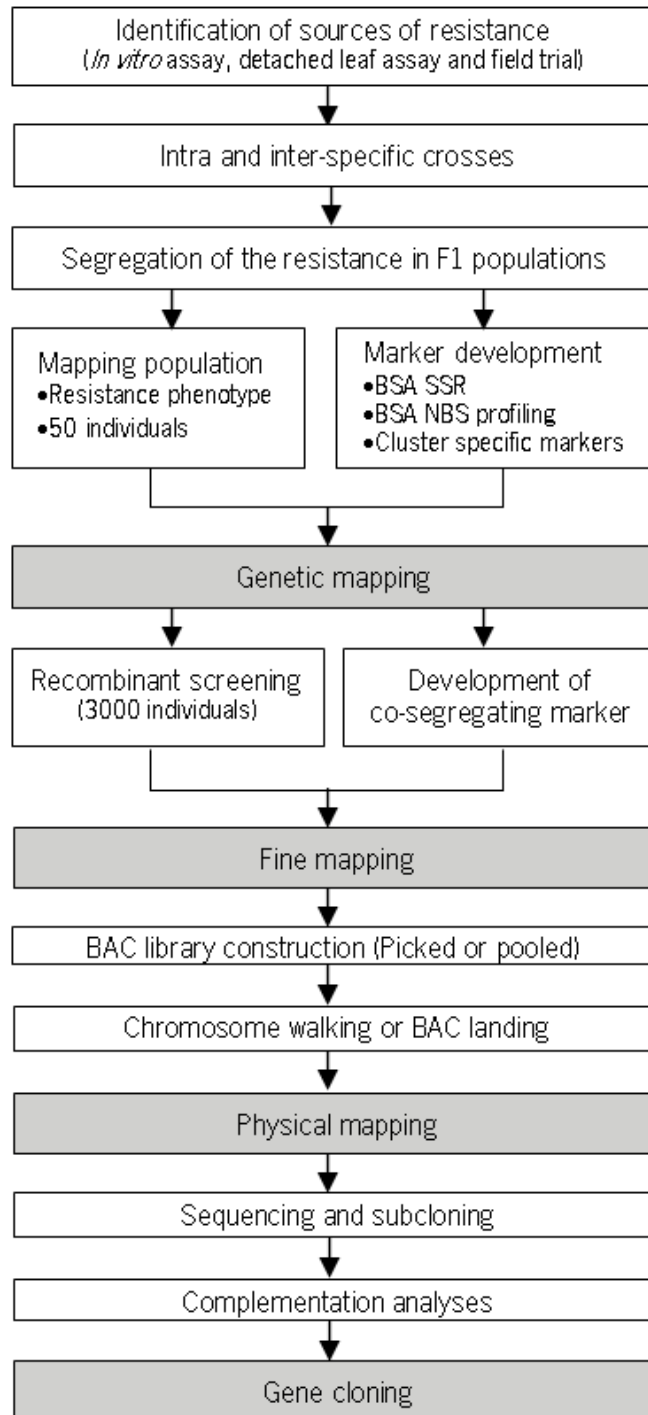 Identification of sources of resistance
(In vitro assay, detached leaf assay and field trial)
Intra and inter-specific crosses
Segregation of the resistance in F1 populations
Mapping population
•Resistance phenotype
•50 individuals
Marker development
•BSA SSR
•BSA NBS profiling
•Cluster specific markers
Genetic mapping
Recombinant screening
(3000 individuals)
Development of
co-segregating marker
Fine mapping
BAC library construction (Picked or pooled)
Chromosome walking or BAC landing
Physical mapping
Sequencing and subcloning
Complementation analyses
Gene cloning